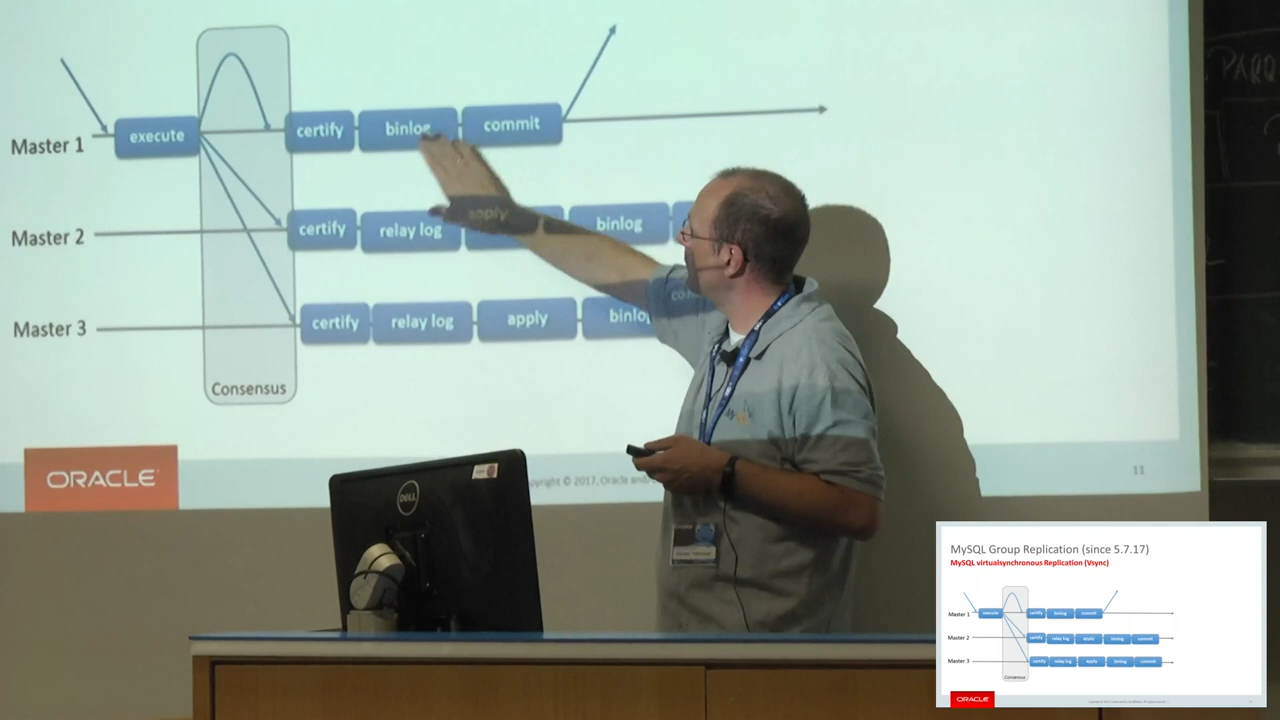 execute
certify
binlog
commit
Master 1
Master 2
certify
relay log
apply
binlog
Master 3
certify
relay log
apply
Consensus
ORACLE
DELL
Copyright © 2017, Oracle
11
MySQL Group Replication (since 5.7.17)
MySQL virtualsynchronous Replication (Vsync)
Master 1
execute
certify
binlog
commit
Master 2
certify
relay log
apply
binlog
commit
Master 3
certify
relay log
apply
binlog
commit
Consensus
ORACLE